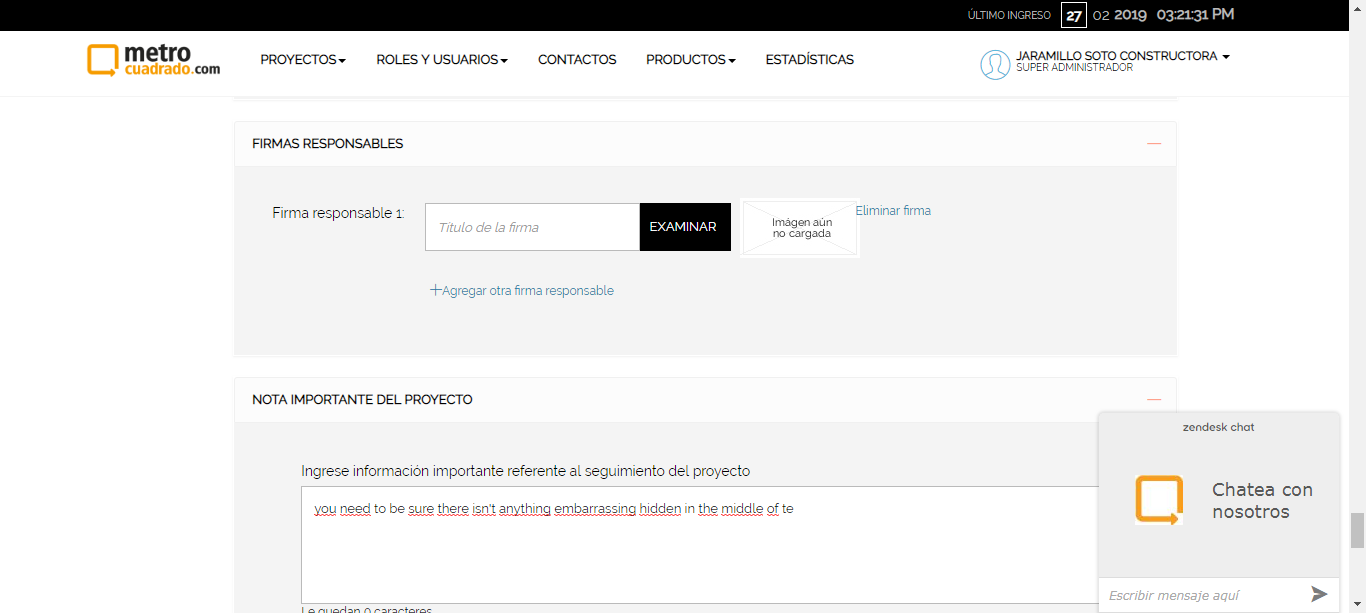 ÚLTIMO INGRESO 27 02 2019 03:21:31 PM
metro
cuadrado.com
PROYECTOS ROLES Y USUARIOS CONTACTOS PRODUCTOS ESTADÍSTICAS
JARAMILLO SOTO CONSTRUCTORA
SUPER ADMINISTRADOR
FIRMAS RESPONSABLES
Firma responsable 1:
Título de la firma
EXAMINAR
Imágen aún
no cargada
Eliminar firma
+Agregar otra firma responsable
NOTA IMPORTANTE DEL PROYECTO
Ingrese información importante referente al seguimiento del proyecto
you need to be sure there isn't anything embarrassing hidden in the middle of te
Le quedan 0 caracteres
zendesk chat
Chatea con
nosotros
Escribir mensaje aquí